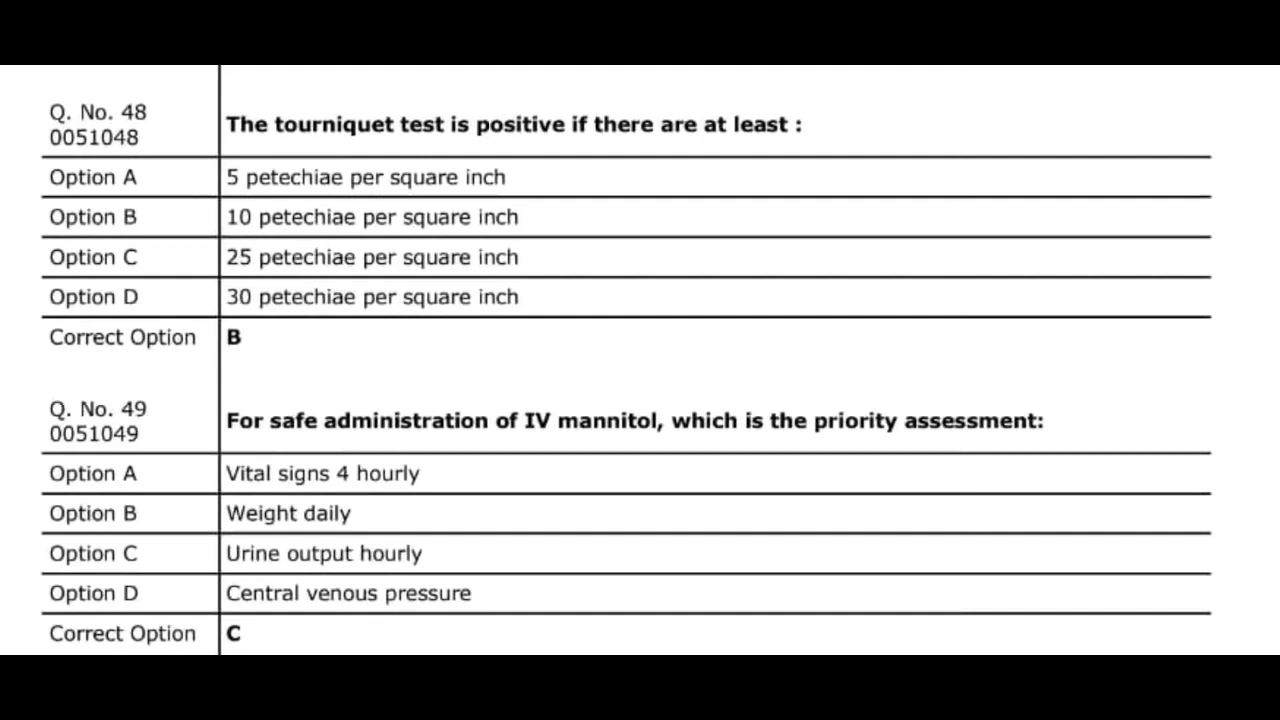 Q. No. 48
0051048
The tourniquet test is positive if there are at least :
Option A 5 petechiae per square inch
Option B 10 petechiae per square inch
Option C 25 petechiae per square inch
Option D 30 petechiae per square inch
Correct Option B
Q. No. 49
0051049
For safe administration of IV mannitol, which is the priority assessment:
Option A Vital signs 4 hourly
Option B Weight daily
Option C Urine output hourly
Option D Central venous pressure
Correct Option C